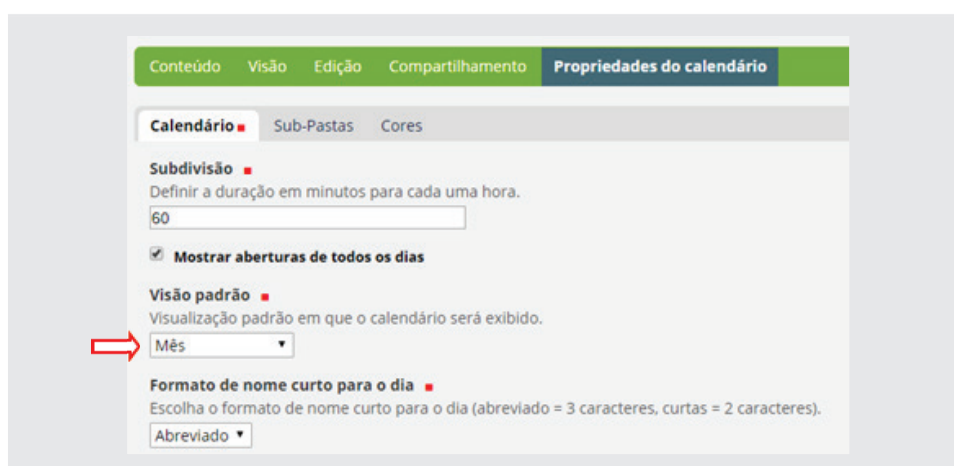 Conteúdo Visão Edição Compartilhamento Propriedades do calendário
Calendário Sub-Pastas Cores
Subdivisão
Definir a duração em minutos para cada uma hora.
60
Mostrar aberturas de todos os dias
Visão padrão
Visualização padrão em que o calendário será exibido.
Mês
Formato de nome curto para o dia
Escolha o formato de nome curto para o dia (abreviado = 3 caracteres, curtas = 2 caracteres).
Abreviado